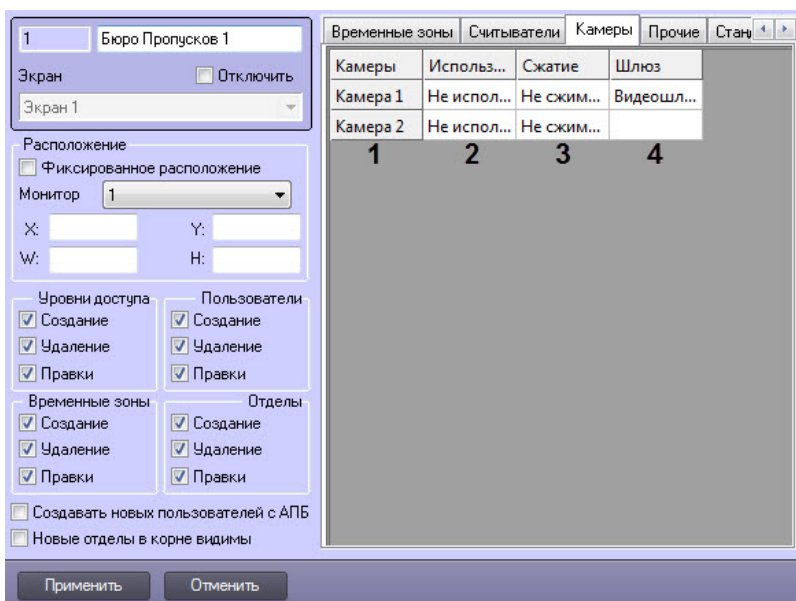 1 Бюро Пропусков 1
Экран Отключить
Экран 1
Расположение
Фиксированное расположение
Монитор 1
X: Y:
W: H:
Уровни доступа Пользователи
Создание Создание
Удаление Удаление
Правки Правки
Временные зоны Отделы
Создание Создание
Удаление Удаление
Правки Правки
Создавать новых пользователей с АПБ
Новые отделы в корне видимы
Временные зоны Считыватели Камеры Прочие Станд
Камеры Использ... Сжатие Шлюз
Камера 1 Не испол... Не сжим... Видеошл...
Камера 2 Не испол... Не сжим...
1 2 3 4
Применить Отменить